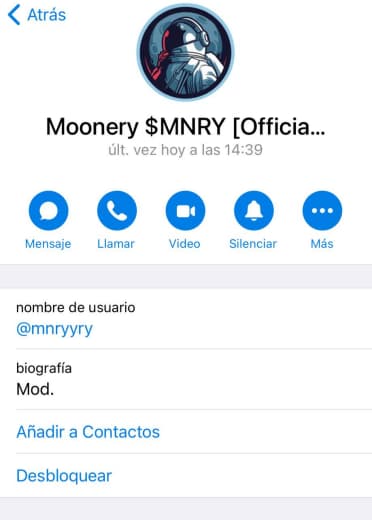 Atrás
Moonery $MNRY [Officia...
últ. vez hoy a las 14:39
Mensaje
Llamar
Video
Silenciar
Más
nombre de usuario
@mnryyry
biografía
Mod.
Añadir a Contactos
Desbloquear